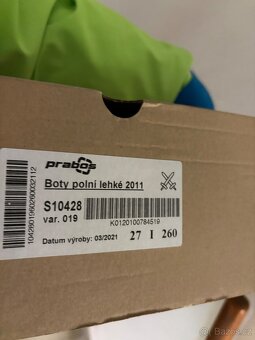 prabos
Boty polní lehké 2011
S10428
var. 019
K0120100784519
Datum výroby: 03/2021
27 I 260